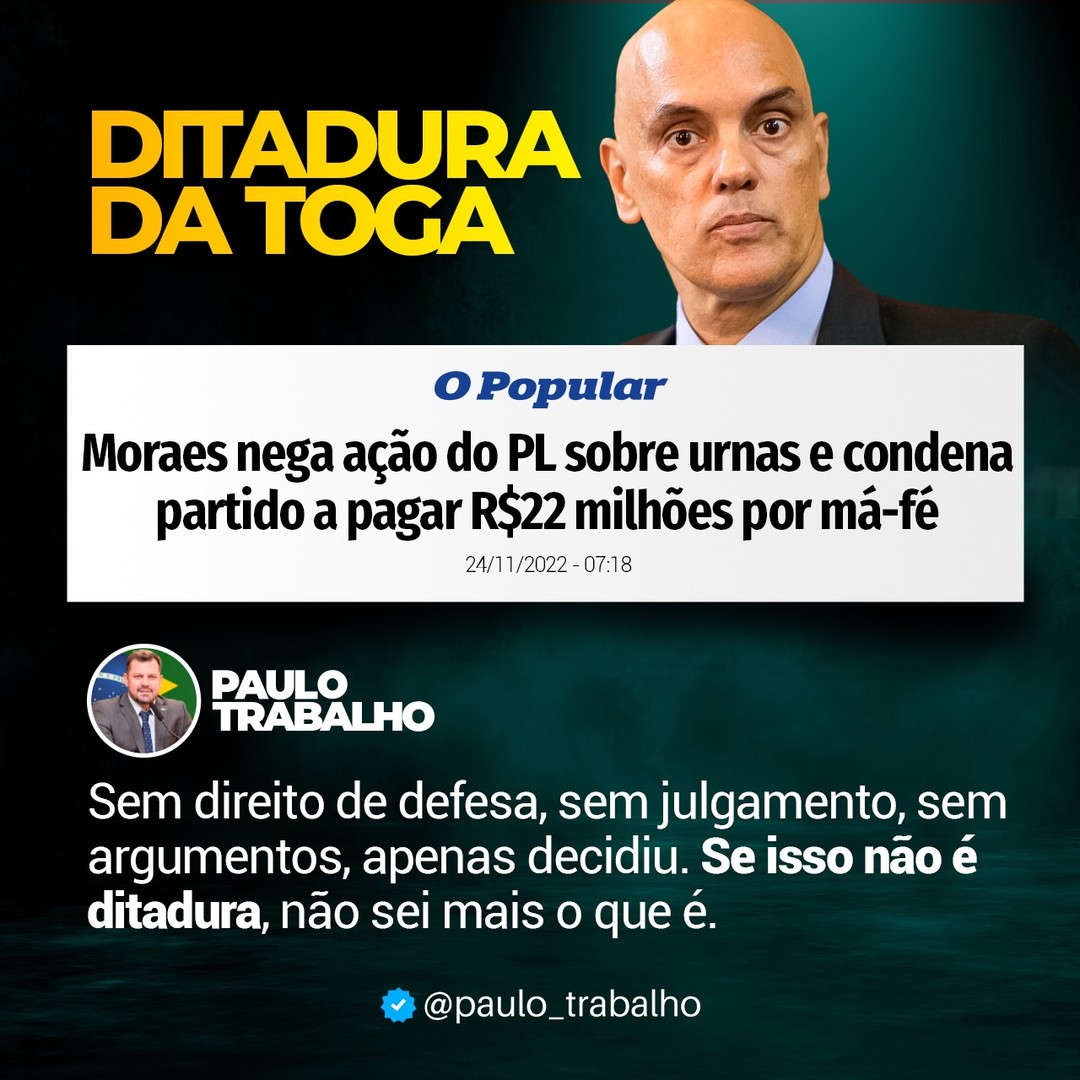 DITADURA
DA TOGA
O Popular
Moraes nega ação do PL sobre urnas e condena
partido a pagar R$22 milhões por má-fé
24/11/2022 - 07:18
PAULO
TRABALHO
Sem direito de defesa, sem julgamento, sem
argumentos, apenas decidiu. Se isso não é
ditadura, não sei mais o que é.
@paulo_trabalho